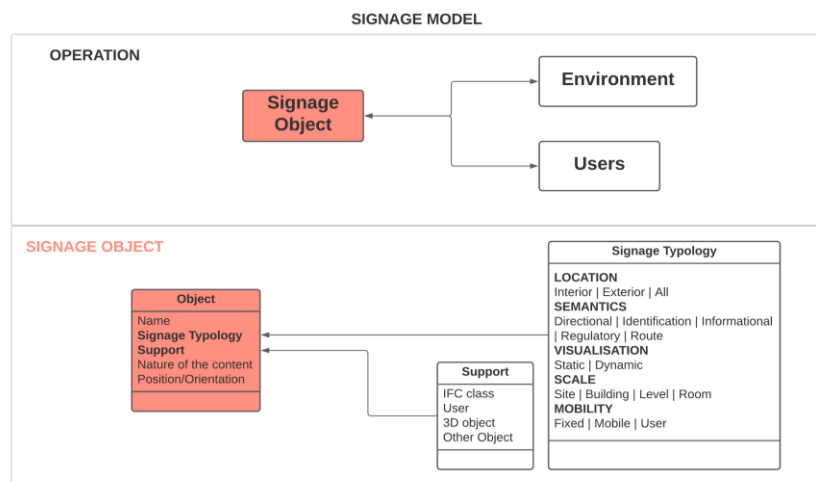 SIGNAGE MODEL
OPERATION
Signage
Object
Environment
Users
SIGNAGE OBJECT
Object
Name
Signage Typology
Support
Nature of the content
Position/Orientation
Support
IFC class
User
3D object
Other Object
Signage Typology
LOCATION
Interior | Exterior | All
SEMANTICS
Directional | Identification | Informational
| Regulatory | Route
VISUALISATION
Static | Dynamic
SCALE
Site | Building | Level | Room
MOBILITY
Fixed | Mobile | User